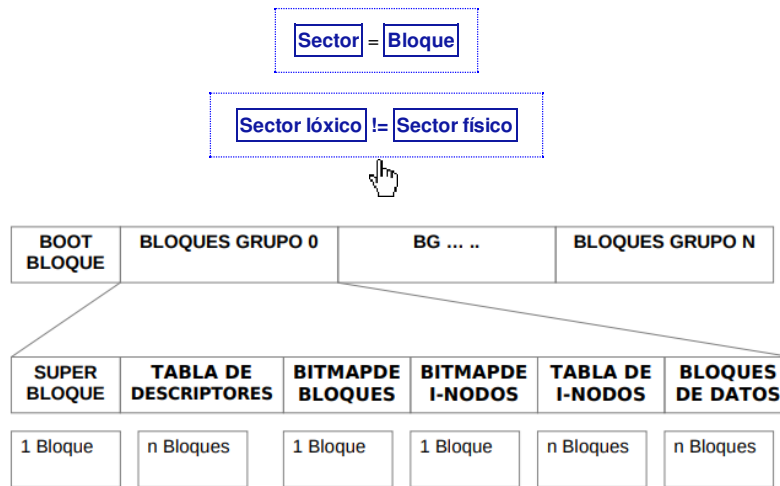 Sector = Bloque
Sector lóxico != Sector físico
BOOT BLOQUE
BLOQUES GRUPO 0
BG ... ..
BLOQUES GRUPO N
SUPER BLOQUE
TABLA DE DESCRIPTORES
BITMAPDE BLOQUES
BITMAPDE I-NODOS
TABLA DE I-NODOS
BLOQUES DE DATOS
1 Bloque
n Bloques
1 Bloque
1 Bloque
n Bloques
n Bloques